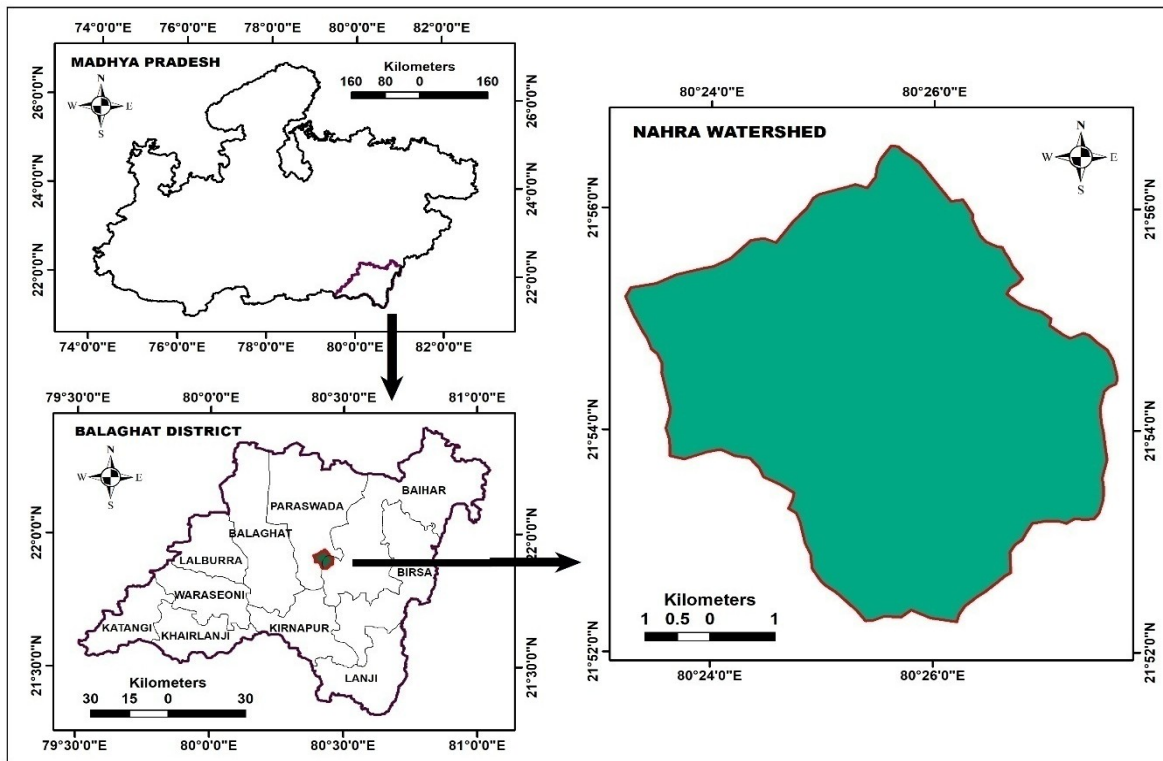 74°0'0"E 76°0'0"E 78°0'0"E 80°0'0"E 82°0'0"E
MADHYA PRADESH
Kilometers
160 80 0 160
N
W E
S
26°0'0"N
24°0'0"N
22°0'0"N
26°0'0"N
24°0'0"N
22°0'0"N
74°0'0"E 76°0'0"E 78°0'0"E 80°0'0"E 82°0'0"E
79°30'0"E 80°0'0"E 80°30'0"E 81°0'0"E
BALAGHAT DISTRICT
N
W E
S
BAIHAR
PARASWADA
BALAGHAT
LALBURRA
BIRSA
WARASEONI
KATANGI
KHAIRLANJI
KIRNAPUR
LANJI
22°0'0"N
21°30'0"N
22°0'0"N
21°30'0"N
Kilometers
30 15 0 30
79°30'0"E 80°0'0"E 80°30'0"E 81°0'0"E
80°24'0"E 80°26'0"E
NAHRA WATERSHED
N
W E
S
21°56'0"N
21°54'0"N
21°52'0"N
21°56'0"N
21°54'0"N
21°52'0"N
Kilometers
1 0.5 0 1
80°24'0"E 80°26'0"E